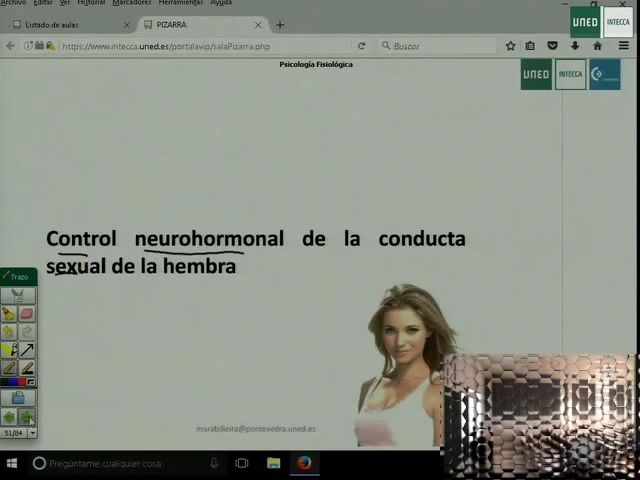 Editar Ver Historial Marcadores Herramientas Ayuda
Listado de aulas
PIZARRA
https://www.intecca.uned.es/portalavip/salaPizarra.php
Buscar
UNED
INTECCA
Psicología Fisiológica
UNED
INTECCA
Control neurohormonal de la conducta
sexual de la hembra
Trazo
51/84
marabilleira@pontevedra.uned.es
Pregúntame cualquier cosa